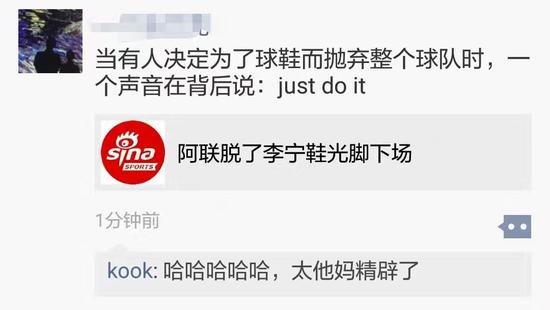 当有人决定为了球鞋而抛弃整个球队时，一
个声音在背后说：just do it
sina
SPORTS
阿联脱了李宁鞋光脚下场
1分钟前
kook: 哈哈哈哈哈，太他妈精辟了